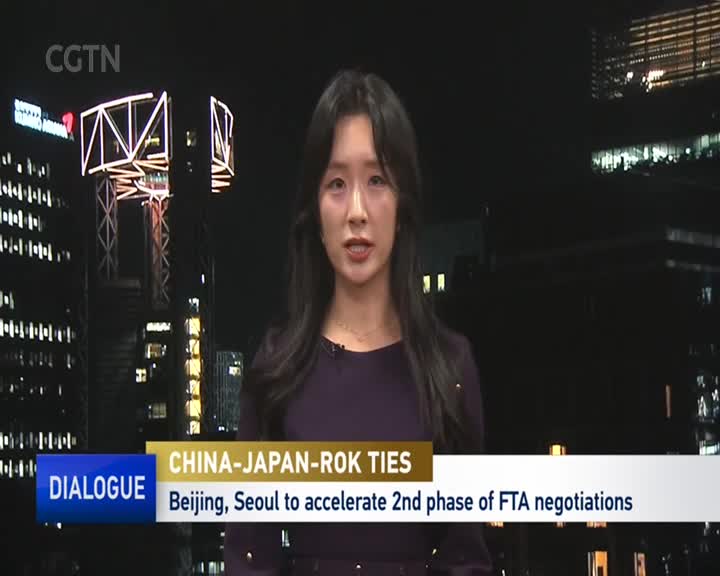 CGTN
CHINA-JAPAN-ROK TIES
DIALOGUE
Beijing, Seoul to accelerate 2nd phase of FTA negotiations